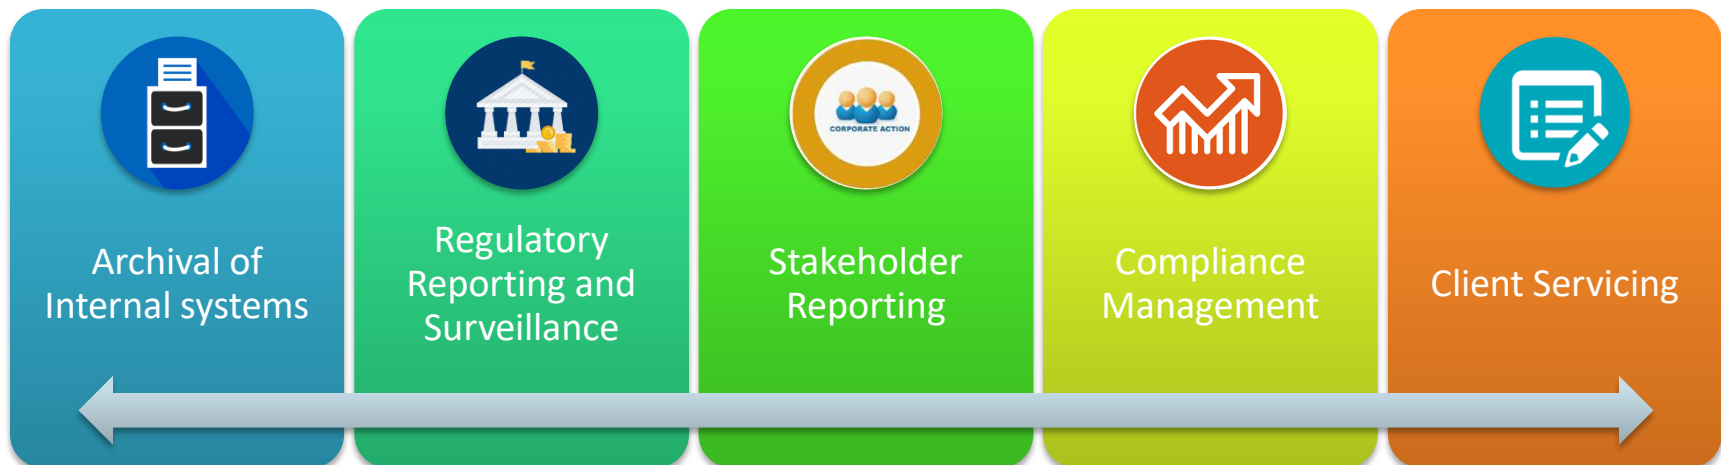 CORPORATE ACTION
Archival of
Internal systems
Regulatory
Reporting and
Surveillance
Stakeholder
Reporting
Compliance
Management
Client Servicing